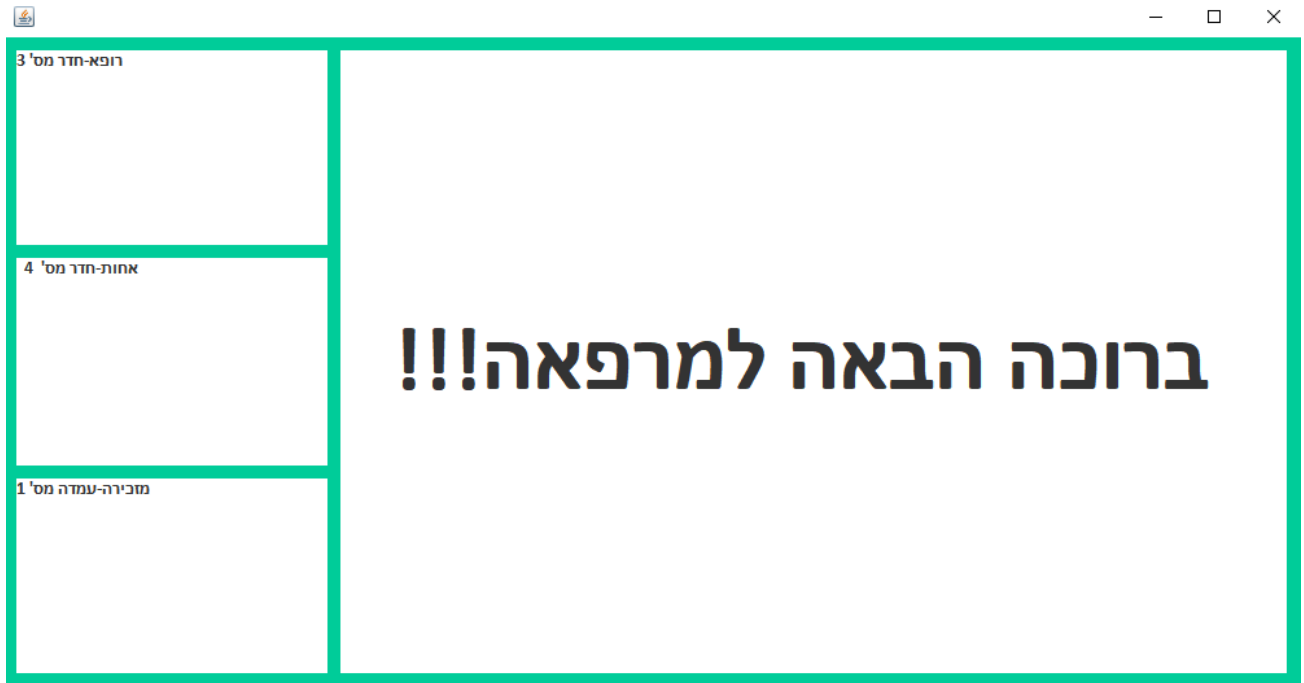 רופא-חדר מס' 3
אחות-חדר מס' 4
מזכירה-עמדה מס' 1
ברוכה הבאה למרפאה!!!